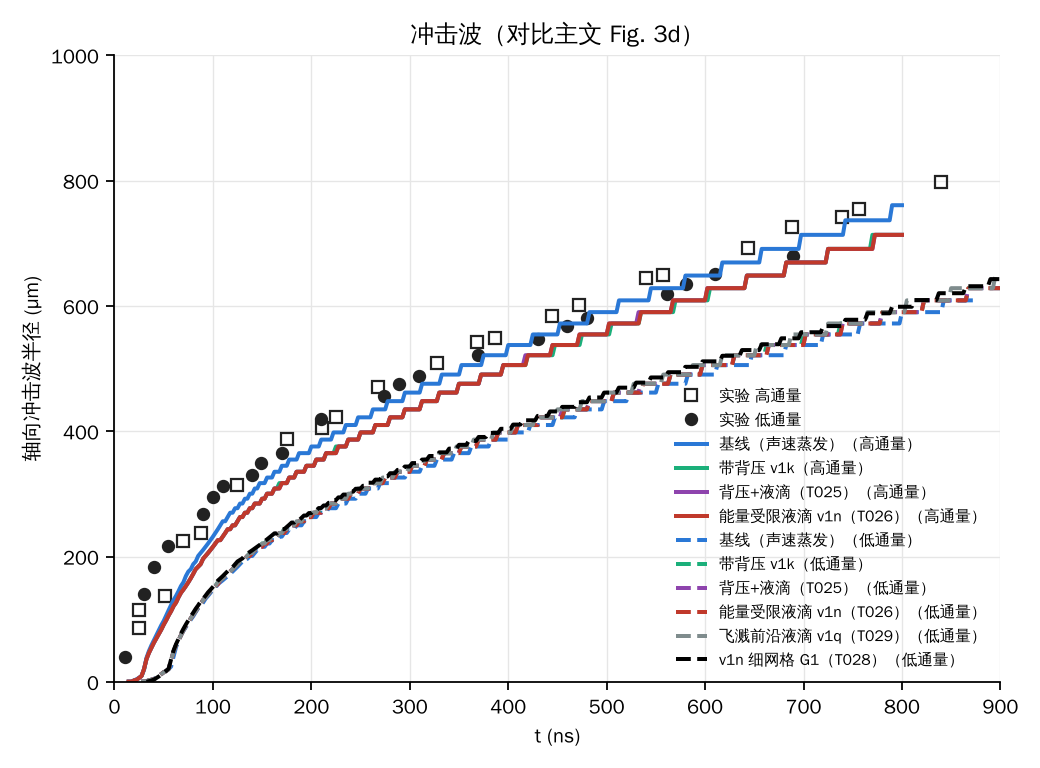 冲击波（对比主文 Fig. 3d）
1000
800
600
400
200
0
轴向冲击波半径 (μm)
实验 高通量
实验 低通量
基线（声速蒸发）（高通量）
带背压 v1k（高通量）
背压+液滴（T025）（高通量）
能量受限液滴 v1n（T026）（高通量）
基线（声速蒸发）（低通量）
带背压 v1k（低通量）
背压+液滴（T025）（低通量）
能量受限液滴 v1n（T026）（低通量）
飞溅前沿液滴 v1q（T029）（低通量）
v1n 细网格 G1（T028）（低通量）
0 100 200 300 400 500 600 700 800 900
t (ns)